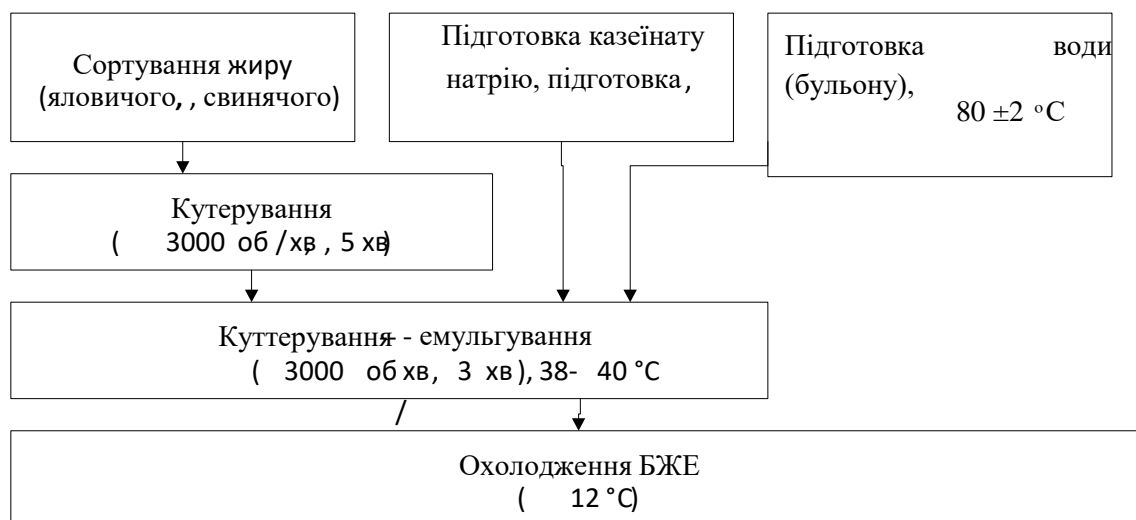 Сортування жиру
(яловичого, , свинячого)
Підготовка казеїнату
натрію, підготовка,
Підготовка води
(бульону),
80 ±2 °С
Кутерування
( 3000 об /хв , 5 хв)
Куттерування- - емульгування
( 3000 об хв, 3 хв ), 38- 40 °С
/
Охолодження БЖЕ
( 12 °С)